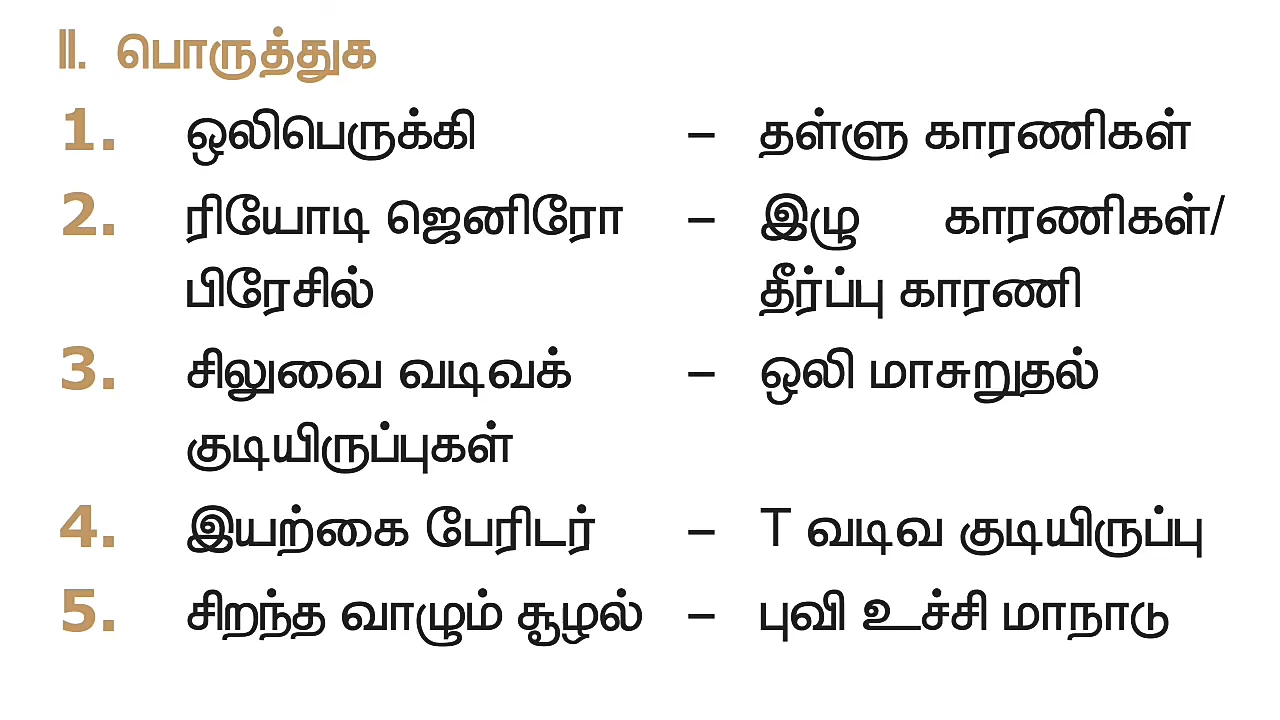 II. பொருத்துக
1. ஒலிபெருக்கி – தள்ளு காரணிகள்
2. ரியோடி ஜெனிரோ – இழு காரணிகள்/
பிரேசில் தீர்ப்பு காரணி
3. சிலுவை வடிவக் – ஒலி மாசுறுதல்
குடியிருப்புகள்
4. இயற்கை பேரிடர் – T வடிவ குடியிருப்பு
5. சிறந்த வாழும் சூழல் – புவி உச்சி மாநாடு